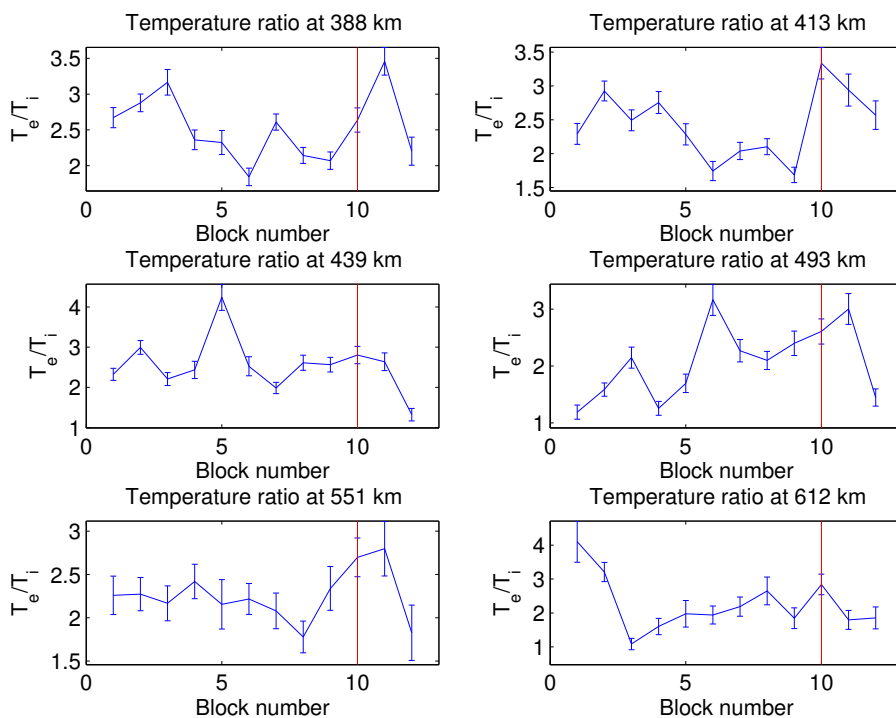 Temperature ratio at 388 km
3.5
3
2.5
2
T_e/T_i
0
5
10
Block number
Temperature ratio at 413 km
3.5
3
2.5
2
1.5
T_e/T_i
0
5
10
Block number
Temperature ratio at 439 km
4
3
2
1
T_e/T_i
0
5
10
Block number
Temperature ratio at 493 km
3
2
1
T_e/T_i
0
5
10
Block number
Temperature ratio at 551 km
3
2.5
2
1.5
T_e/T_i
0
5
10
Block number
Temperature ratio at 612 km
4
3
2
1
T_e/T_i
0
5
10
Block number